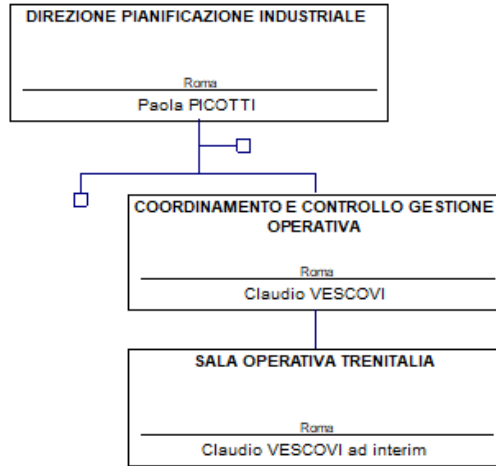 DIREZIONE PIANIFICAZIONE INDUSTRIALE
Roma
Paola PICOTTI
COORDINAMENTO E CONTROLLO GESTIONE
OPERATIVA
Roma
Claudio VESCOVI
SALA OPERATIVA TRENITALIA
Roma
Claudio VESCOVI ad interim